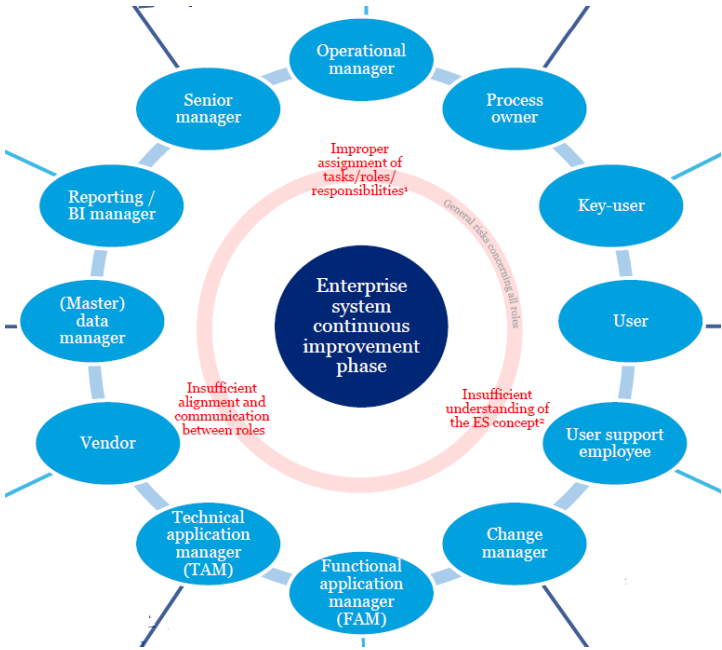 Operational
manager
Senior
manager
Process
owner
Improper
assignment of
tasks/roles/
responsibilities¹
Reporting /
BI manager
Key-user
General risks concerning all roles
Enterprise
system
continuous
improvement
phase
(Master)
data
manager
User
Insufficient
alignment and
communication
between roles
Insufficient
understanding of
the ES concept²
Vendor
User support
employee
Technical
application
manager
(TAM)
Change
manager
Functional
application
manager
(FAM)